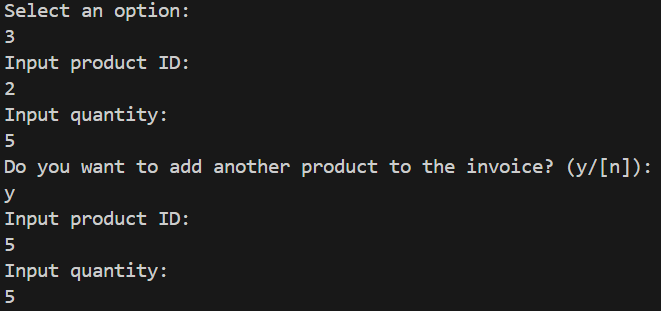 Select an option:
3
Input product ID:
2
Input quantity:
5
Do you want to add another product to the invoice? (y/[n]):
y
Input product ID:
5
Input quantity:
5